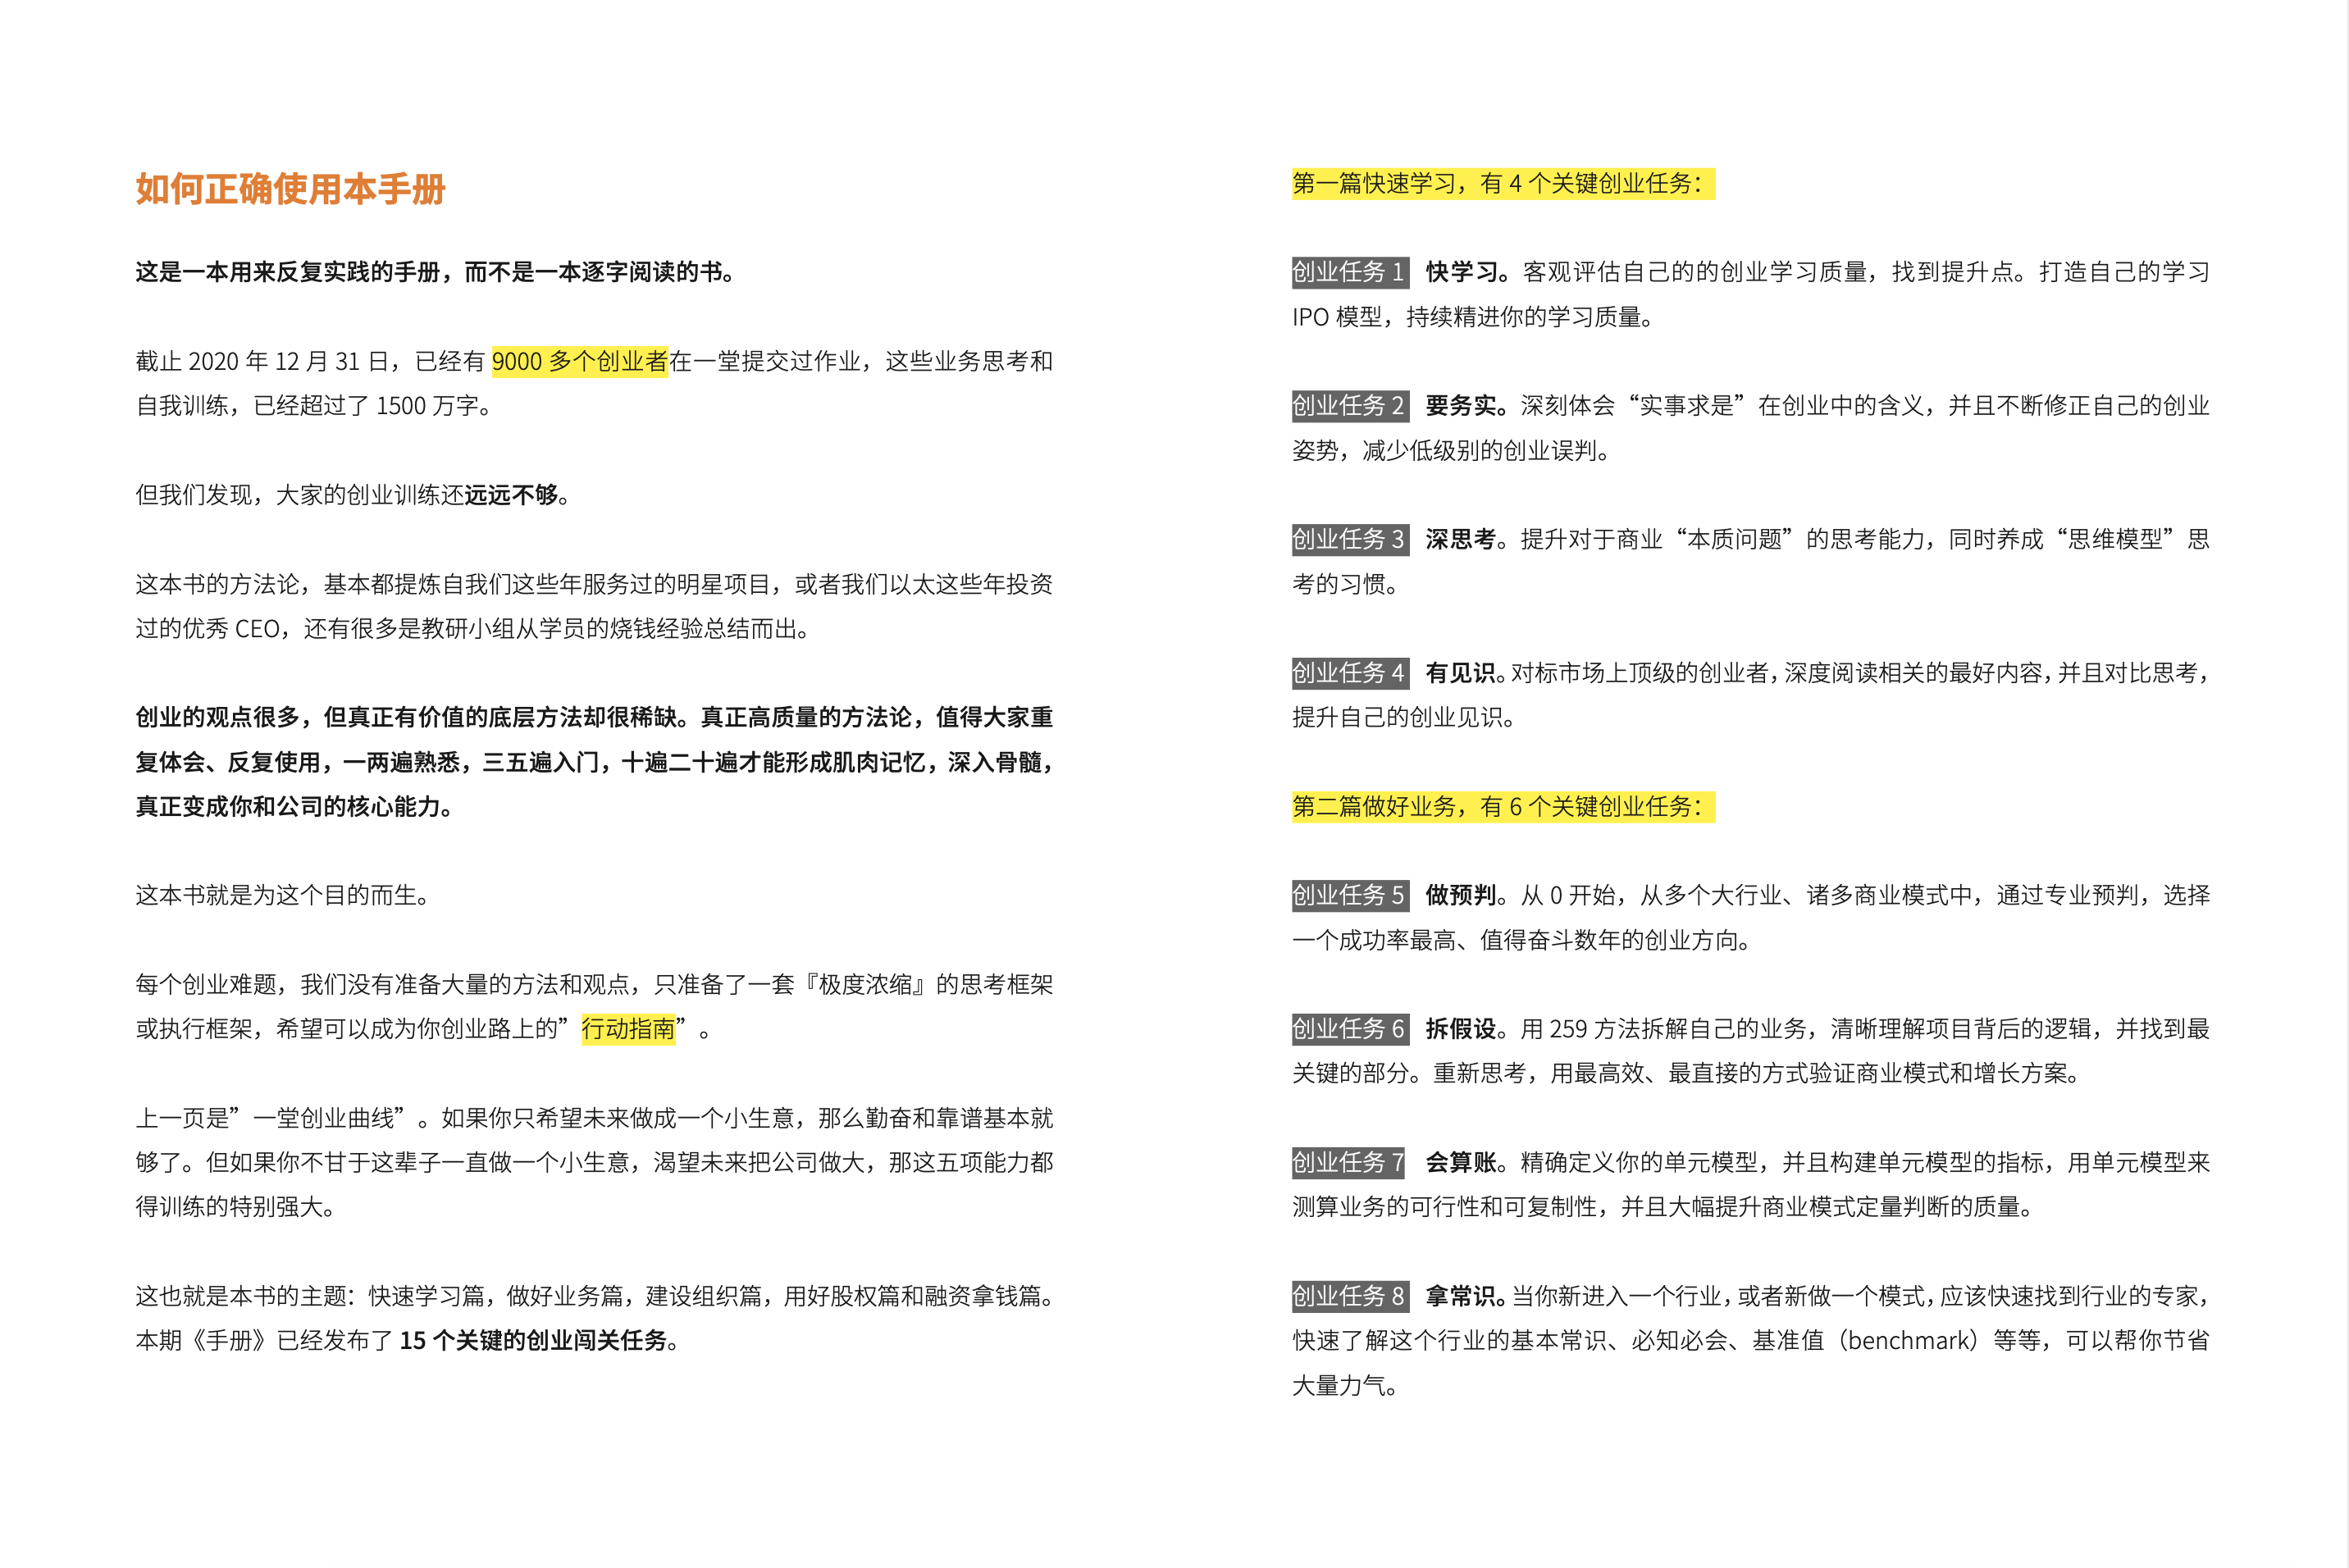 如何正确使用本手册
这是一本用来反复实践的手册，而不是一本逐字阅读的书。
截止 2020 年 12 月 31 日，已经有 9000 多个创业者在一堂提交过作业，这些业务思考和
自我训练，已经超过了 1500 万字。
但我们发现，大家的创业训练还远远不够。
这本书的方法论，基本都提炼自我们这些年服务过的明星项目，或者我们以太这些年投资
过的优秀 CEO，还有很多是教研小组从学员的烧钱经验总结而出。
创业的观点很多，但真正有价值的底层方法却很稀缺。真正高质量的方法论，值得大家重
复体会、反复使用，一两遍熟悉，三五遍入门，十遍二十遍才能形成肌肉记忆，深入骨髓，
真正变成你和公司的核心能力。
这本书就是为这个目的而生。
每个创业难题，我们没有准备大量的方法和观点，只准备了一套『极度浓缩』的思考框架
或执行框架，希望可以成为你创业路上的”行动指南”。
上一页是”一堂创业曲线”。如果你只希望未来做成一个小生意，那么勤奋和靠谱基本就
够了。但如果你不甘于这辈子一直做一个小生意，渴望未来把公司做大，那这五项能力都
得训练的特别强大。
这也就是本书的主题：快速学习篇，做好业务篇，建设组织篇，用好股权篇和融资拿钱篇。
本期《手册》已经发布了 15 个关键的创业闯关任务。
第一篇快速学习，有 4 个关键创业任务：
创业任务 1 快学习。客观评估自己的的创业学习质量，找到提升点。打造自己的学习
IPO 模型，持续精进你的学习质量。
创业任务 2 要务实。深刻体会“实事求是”在创业中的含义，并且不断修正自己的创业
姿势，减少低级别的创业误判。
创业任务 3 深思考。提升对于商业“本质问题”的思考能力，同时养成“思维模型”思
考的习惯。
创业任务 4 有见识。对标市场上顶级的创业者，深度阅读相关的最好内容，并且对比思考，
提升自己的创业见识。
第二篇做好业务，有 6 个关键创业任务：
创业任务 5 做预判。从 0 开始，从多个大行业、诸多商业模式中，通过专业预判，选择
一个成功率最高、值得奋斗数年的创业方向。
创业任务 6 拆假设。用 259 方法拆解自己的业务，清晰理解项目背后的逻辑，并找到最
关键的部分。重新思考，用最高效、最直接的方式验证商业模式和增长方案。
创业任务 7 会算账。精确定义你的单元模型，并且构建单元模型的指标，用单元模型来
测算业务的可行性和可复制性，并且大幅提升商业模式定量判断的质量。
创业任务 8 拿常识。当你新进入一个行业，或者新做一个模式，应该快速找到行业的专家，
快速了解这个行业的基本常识、必知必会、基准值（benchmark）等等，可以帮你节省
大量力气。